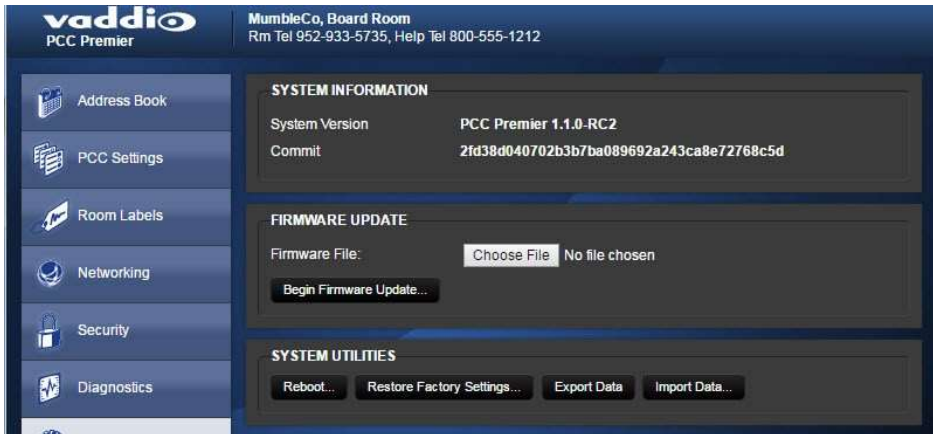 vaddio
PCC Premier
MumbleCo, Board Room
Rm Tel 952-933-5735, Help Tel 800-555-1212
Address Book
PCC Settings
Room Labels
Networking
Security
Diagnostics
SYSTEM INFORMATION
System Version PCC Premier 1.1.0-RC2
Commit 2fd38d040702b3b7ba089692a243ca8e72768c5d
FIRMWARE UPDATE
Firmware File: Choose File No file chosen
Begin Firmware Update...
SYSTEM UTILITIES
Reboot... Restore Factory Settings... Export Data Import Data...